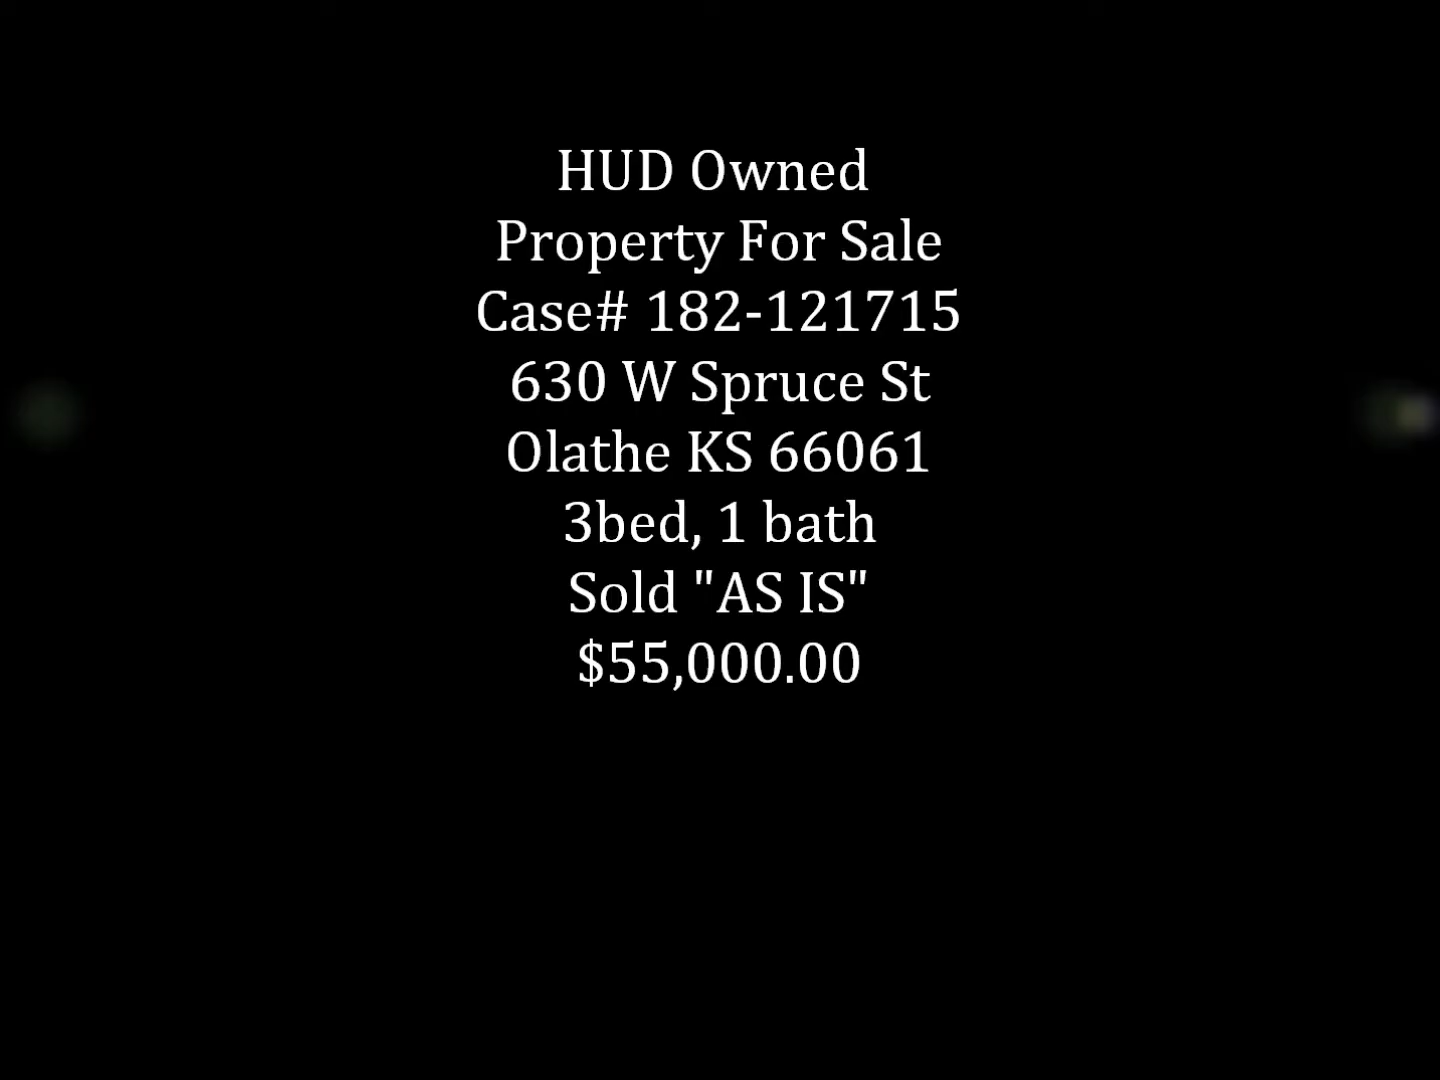 HUD Owned
Property For Sale
Case# 182-121715
630 W Spruce St
Olathe KS 66061
3bed, 1 bath
Sold "AS IS"
$55,000.00